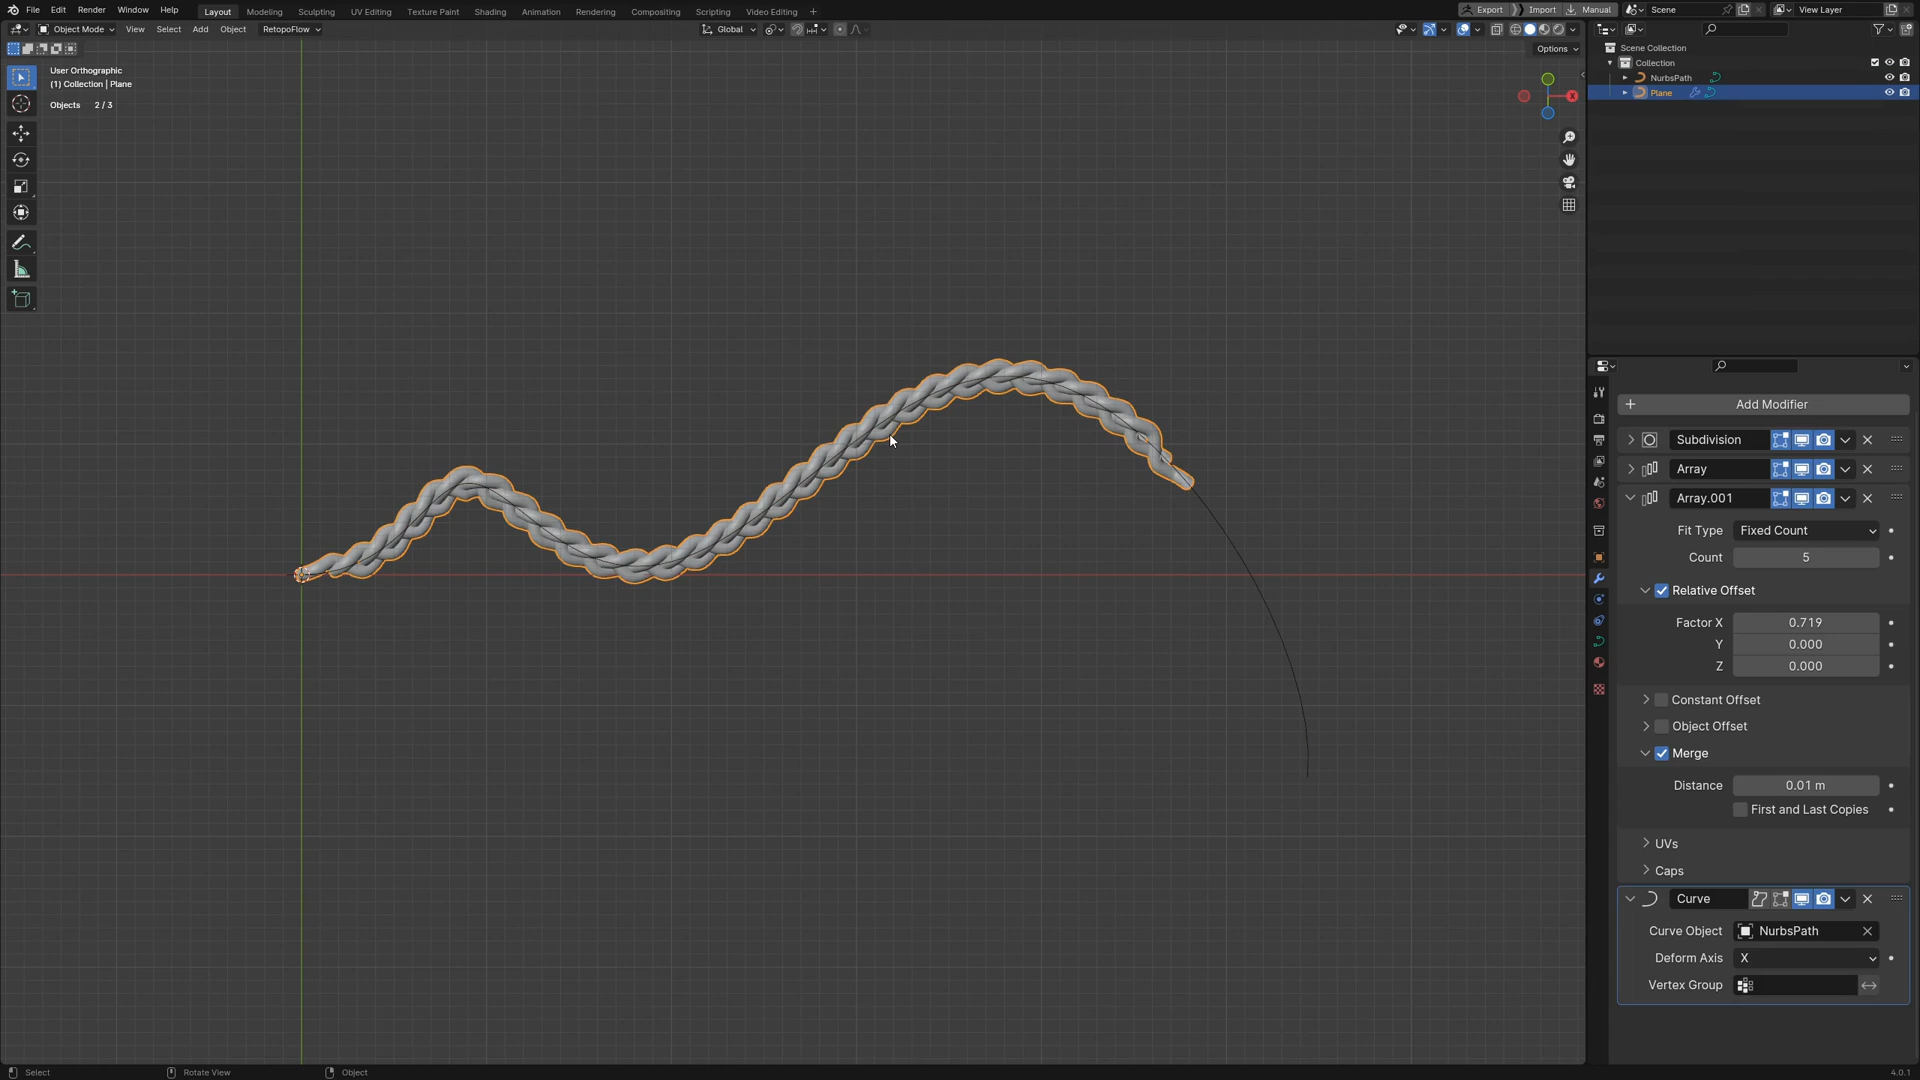 File Edit Render Window Help Layout Modeling Sculpting UV Editing Texture Paint Shading Animation Rendering Compositing Scripting Video Editing + Export Import Manual Scene View Layer
Object Mode View Select Add Object RetopoFlow Global
Options
User Orthographic
(1) Collection | Plane
Objects 2 / 3
X
Scene Collection
Collection
NurbsPath
Plane
+ Add Modifier
Subdivision
Array
Array.001
Fit Type Fixed Count
Count 5
Relative Offset
Factor X 0.719
Y 0.000
Z 0.000
Constant Offset
Object Offset
Merge
Distance 0.01 m
First and Last Copies
UVs
Caps
Curve
Curve Object NurbsPath
Deform Axis X
Vertex Group
Select Rotate View Object 4.0.1